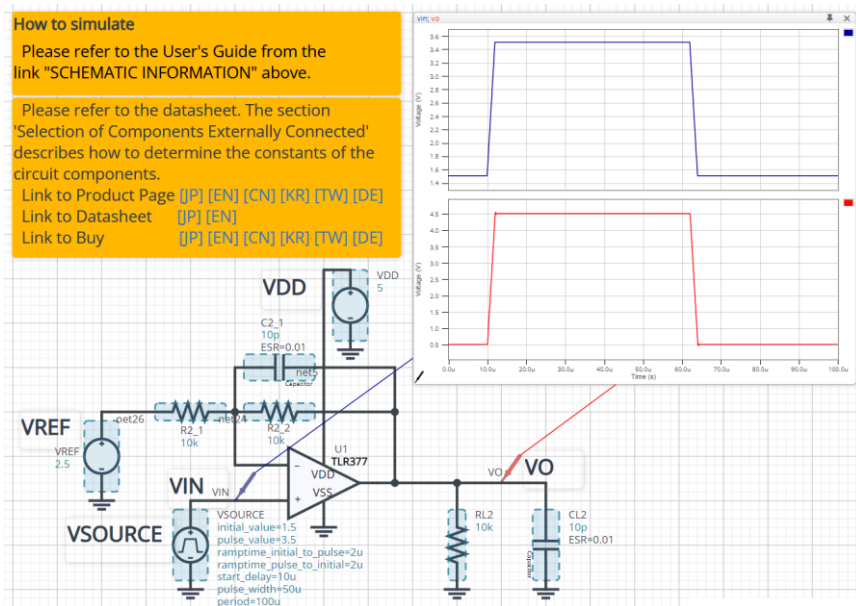 How to simulate
Please refer to the User's Guide from the
link "SCHEMATIC INFORMATION" above.
Please refer to the datasheet. The section
'Selection of Components Externally Connected'
describes how to determine the constants of the
circuit components.
Link to Product Page [JP] [EN] [CN] [KR] [TW] [DE]
Link to Datasheet [JP] [EN]
Link to Buy [JP] [EN] [CN] [KR] [TW] [DE]
vin; vo
Voltage (V)
3.6
3.4
3.2
3.0
2.8
2.6
2.4
2.2
2.0
1.8
1.6
1.4
Voltage (V)
4.5
4.0
3.5
3.0
2.5
2.0
1.5
1.0
0.5
0.0u 10.0u 20.0u 30.0u 40.0u 50.0u 60.0u 70.0u 80.0u 90.0u 100.0u
Time (s)
VDD
VDD
5
C2_1
10p
ESR=0.01
net5
Capacitor
VREF
VREF
2.5
net26
R2_1
10k
net24
R2_2
10k
U1
TLR377
VDD
VSS
VIN
VIN
VO
VO
VSOURCE
VSOURCE
initial_value=1.5
pulse_value=3.5
ramptime_initial_to_pulse=2u
ramptime_pulse_to_initial=2u
start_delay=10u
pulse_width=50u
period=100u
RL2
10k
CL2
10p
ESR=0.01
Capacitor